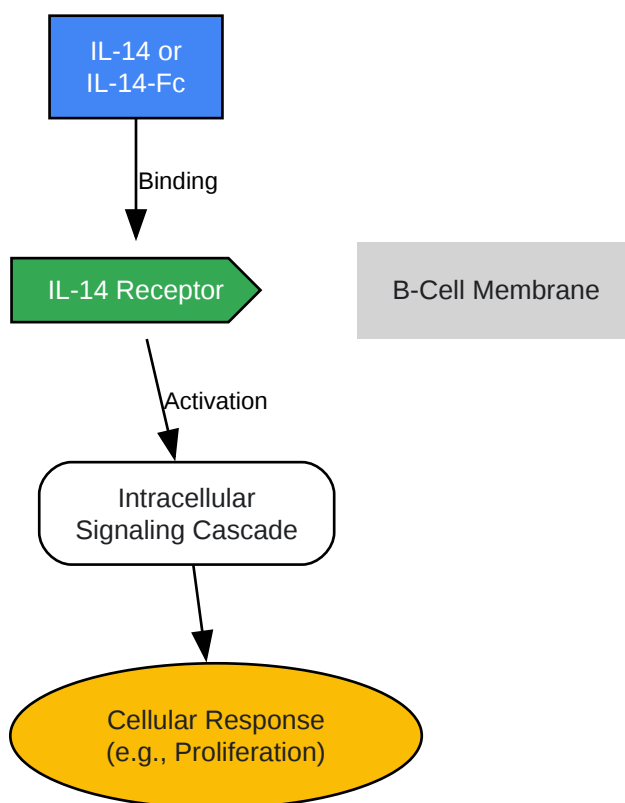 IL-14 or
IL-14-Fc
Binding
IL-14 Receptor
B-Cell Membrane
Activation
Intracellular
Signaling Cascade
Cellular Response
(e.g., Proliferation)